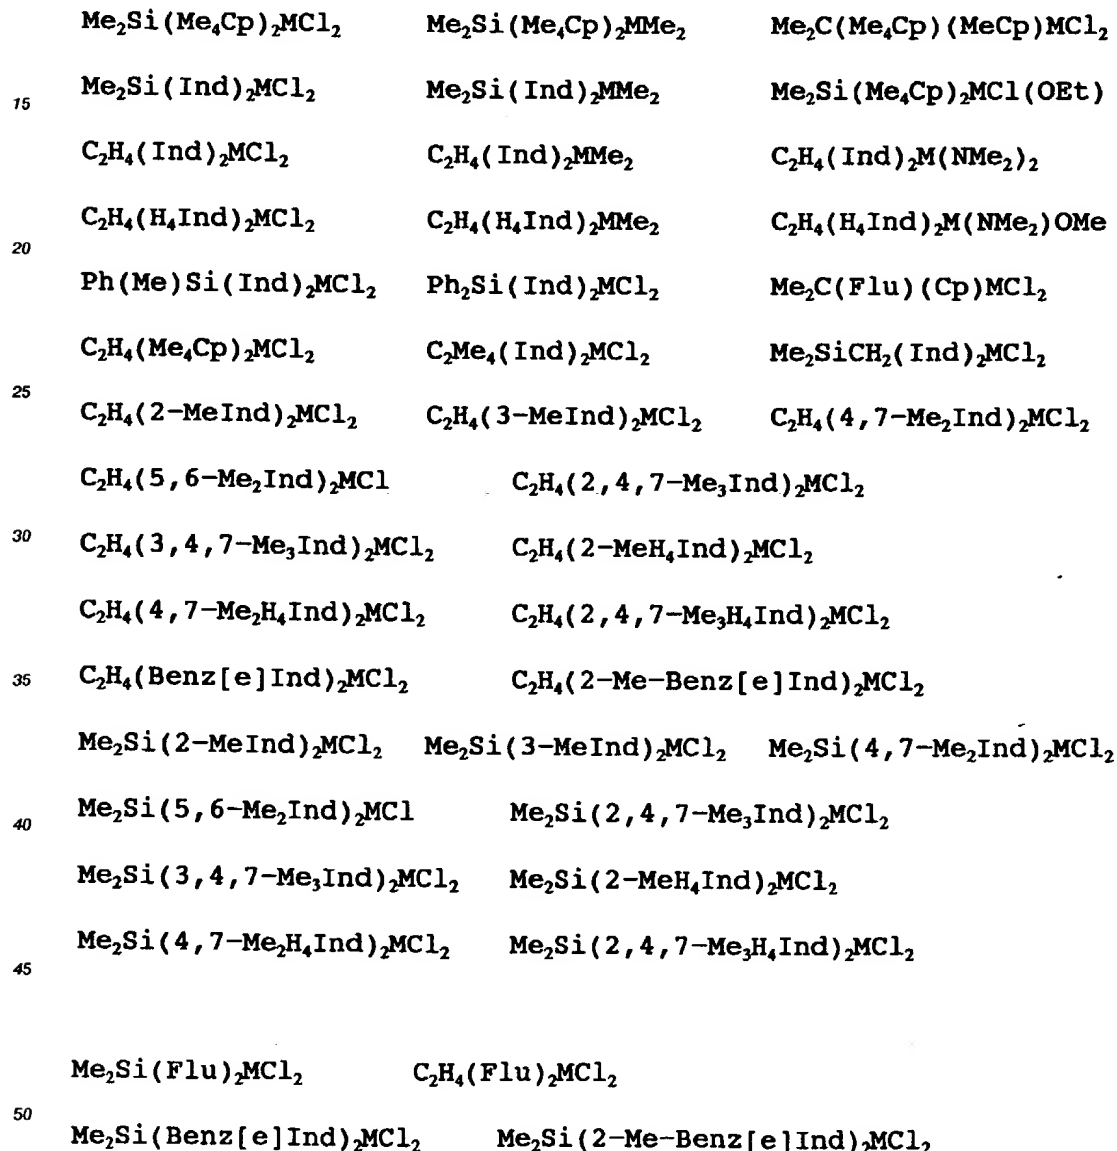 Me₂Si(Me₄Cp)₂MCl₂ Me₂Si(Me₄Cp)₂MMe₂ Me₂C(Me₄Cp)(MeCp)MCl₂
15 Me₂Si(Ind)₂MCl₂ Me₂Si(Ind)₂MMe₂ Me₂Si(Me₄Cp)₂MCl(OEt)
C₂H₄(Ind)₂MCl₂ C₂H₄(Ind)₂MMe₂ C₂H₄(Ind)₂M(NMe₂)₂
C₂H₄(H₄Ind)₂MCl₂ C₂H₄(H₄Ind)₂MMe₂ C₂H₄(H₄Ind)₂M(NMe₂)OMe
20
Ph(Me)Si(Ind)₂MCl₂ Ph₂Si(Ind)₂MCl₂ Me₂C(Flu)(Cp)MCl₂
C₂H₄(Me₄Cp)₂MCl₂ C₂Me₄(Ind)₂MCl₂ Me₂SiCH₂(Ind)₂MCl₂
25
C₂H₄(2-MeInd)₂MCl₂ C₂H₄(3-MeInd)₂MCl₂ C₂H₄(4,7-Me₂Ind)₂MCl₂
C₂H₄(5,6-Me₂Ind)₂MCl C₂H₄(2,4,7-Me₃Ind)₂MCl₂
30 C₂H₄(3,4,7-Me₃Ind)₂MCl₂ C₂H₄(2-MeH₄Ind)₂MCl₂
C₂H₄(4,7-Me₂H₄Ind)₂MCl₂ C₂H₄(2,4,7-Me₃H₄Ind)₂MCl₂
35 C₂H₄(Benz[e]Ind)₂MCl₂ C₂H₄(2-Me-Benz[e]Ind)₂MCl₂
Me₂Si(2-MeInd)₂MCl₂ Me₂Si(3-MeInd)₂MCl₂ Me₂Si(4,7-Me₂Ind)₂MCl₂
40 Me₂Si(5,6-Me₂Ind)₂MCl Me₂Si(2,4,7-Me₃Ind)₂MCl₂
Me₂Si(3,4,7-Me₃Ind)₂MCl₂ Me₂Si(2-MeH₄Ind)₂MCl₂
Me₂Si(4,7-Me₂H₄Ind)₂MCl₂ Me₂Si(2,4,7-Me₃H₄Ind)₂MCl₂
45
Me₂Si(Flu)₂MCl₂ C₂H₄(Flu)₂MCl₂
50
Me₂Si(Benz[e]Ind)₂MCl₂ Me₂Si(2-Me-Benz[e]Ind)₂MCl₂